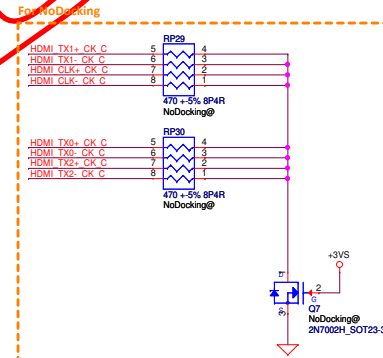 For NoDocking
RP29
HDMI_TX1+_CK_C 5 4
HDMI_TX1-_CK_C 6 3
HDMI_CLK+_CK_C 7 2
HDMI_CLK-_CK_C 8 1
470 +-5% 8P4R
NoDocking@
RP30
HDMI_TX0+_CK_C 5 4
HDMI_TX0-_CK_C 6 3
HDMI_TX2+_CK_C 7 2
HDMI_TX2-_CK_C 8 1
470 +-5% 8P4R
NoDocking@
+3VS
2
G
Q7
3
NoDocking@
2N7002H_SOT23-3